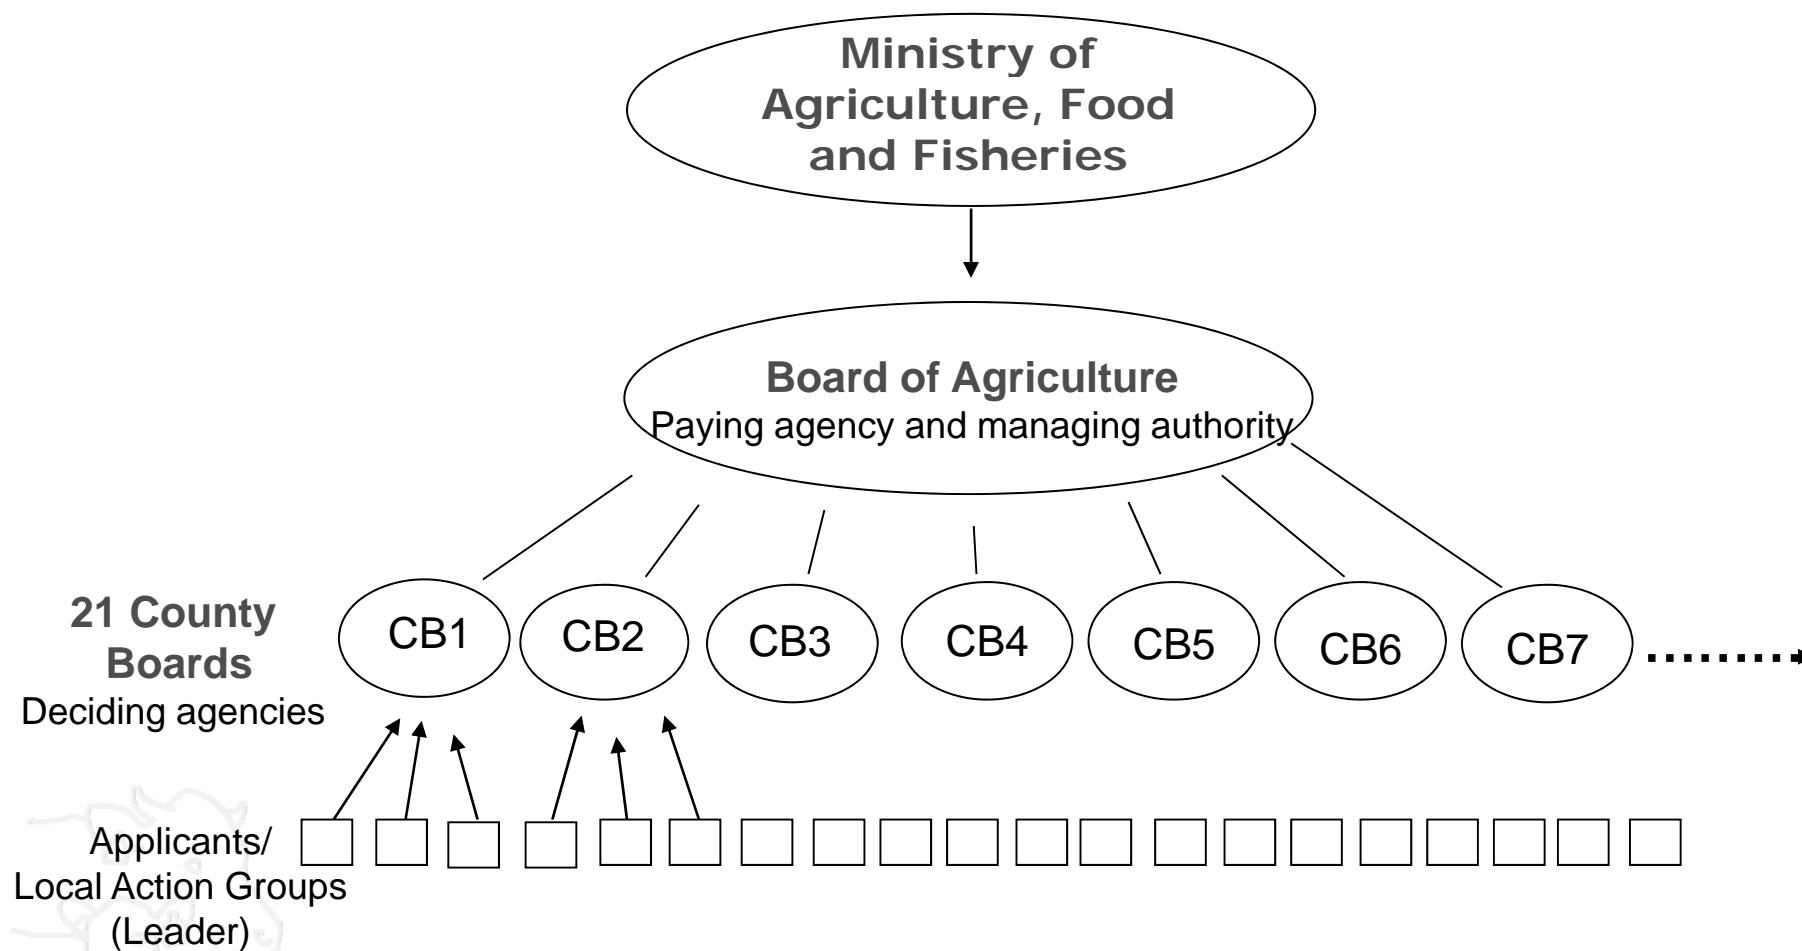 Ministry of
Agriculture, Food
and Fisheries
Board of Agriculture
Paying agency and managing authority
21 County
Boards
Deciding agencies
CB1
CB2
CB3
CB4
CB5
CB6
CB7
Applicants/
Local Action Groups
(Leader)